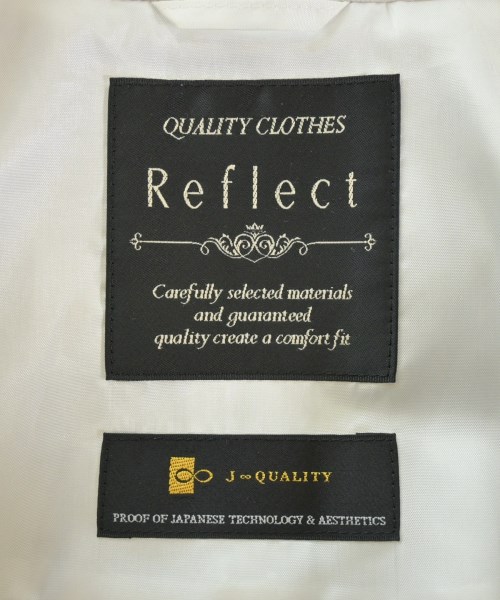 QUALITY CLOTHES
Reflect
Carefully selected materials
and guaranteed
quality create a comfort fit
J∞QUALITY
PROOF OF JAPANESE TECHNOLOGY & AESTHETICS